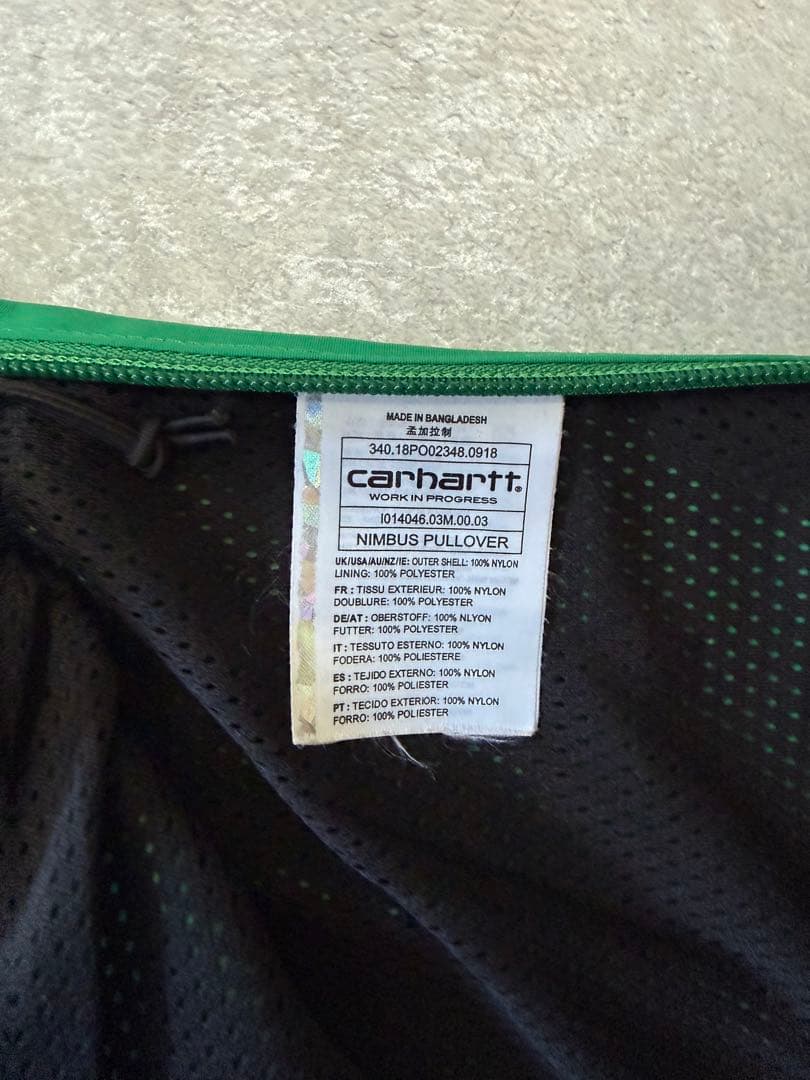 MADE IN BANGLADESH
孟加拉制
340.18PO02348.0918
carhartt®
WORK IN PROGRESS
I014046.03M.00.03
NIMBUS PULLOVER
UK/USA/AU/NZ/IE: OUTER SHELL: 100% NYLON
LINING: 100% POLYESTER
FR : TISSU EXTERIEUR: 100% NYLON
DOUBLURE: 100% POLYESTER
DE/AT : OBERSTOFF: 100% NLYON
FUTTER: 100% POLYESTER
IT : TESSUTO ESTERNO: 100% NYLON
FODERA: 100% POLIESTERE
ES : TEJIDO EXTERNO: 100% NYLON
FORRO: 100% POLIESTER
PT : TECIDO EXTERIOR: 100% NYLON
FORRO: 100% POLIESTER